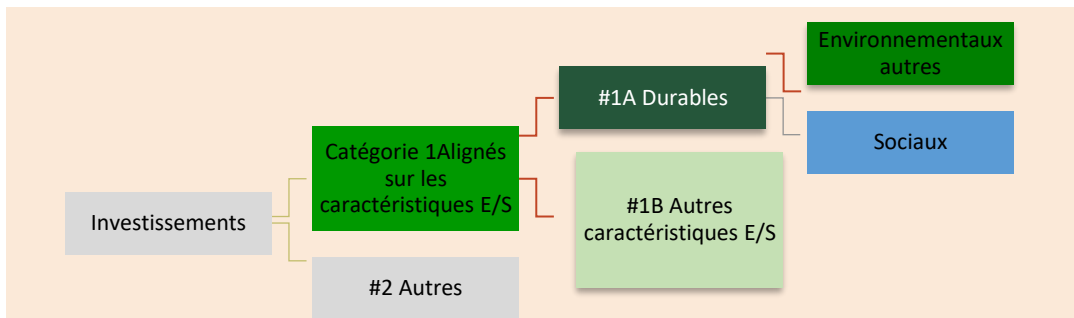 Investissements
Catégorie 1Alignés
sur les
caractéristiques E/S
#2 Autres
#1A Durables
#1B Autres
caractéristiques E/S
Environnementaux
autres
Sociaux